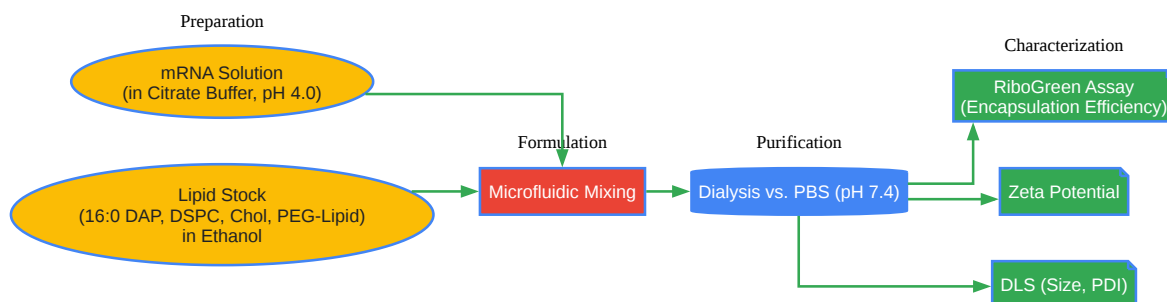 Preparation
mRNA Solution
(in Citrate Buffer, pH 4.0)
Lipid Stock
(16:0 DAP, DSPC, Chol, PEG-Lipid)
in Ethanol
Formulation
Microfluidic Mixing
Purification
Dialysis vs. PBS (pH 7.4)
Characterization
RiboGreen Assay
(Encapsulation Efficiency)
Zeta Potential
DLS (Size, PDI)